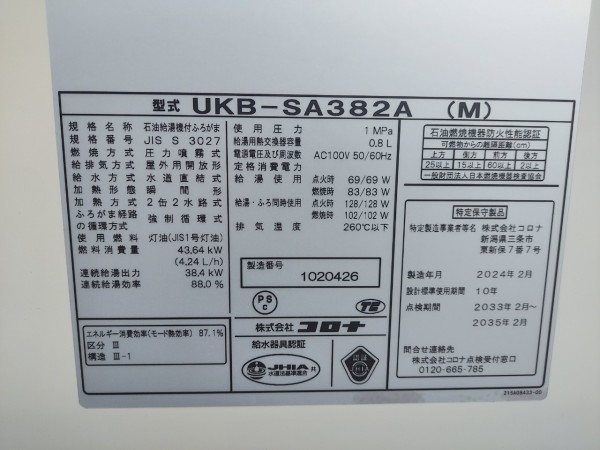 型式 UKB-SA382A (M)
規格名称 石油給湯機付ふろがま
規格番号 JIS S 3027
燃焼方式 圧力噴霧式
給排気方式 屋外用開放形
給水方式 水道直結式
加熱形態 瞬間形
加熱方式 2缶2水路式
ふろがま経路の循環方式 強制循環式
使用燃料 灯油(JIS1号灯油)
燃料消費量 43.64 kW
(4.24 L/h)
連続給湯出力 38.4 kW
連続給湯効率 88.0 %
エネルギー消費効率(モード熱効率) 87.1%
区分 Ⅲ
構造 Ⅲ-1
使用圧力 1 MPa
給湯用熱交換器容量 0.8 L
電源電圧及び周波数 AC100V 50/60Hz
定格消費電力
給湯使用 点火時 69/69 W
燃焼時 83/83 W
給湯・ふろ同時使用 点火時 128/128 W
燃焼時 102/102 W
排気温度 260℃以下
製造番号
1020426
PS C
TE
株式会社 コロナ
給水器具認証
JHIA 共
水道法基準適合
認証
石油燃焼機器防火性能認証
可燃物からの離隔距離(cm)
上方 側方 前方 後方
25以上 15以上 60以上 2以上
一般財団法人日本燃焼機器検査協会
特定保守製品
特定製造事業者等名 株式会社コロナ
新潟県三条市
東新保7番7号
製造年月 2024年2月
設計標準使用期間 10年
点検期間 2033年2月~
2035年2月
問合せ連絡先
株式会社コロナ点検受付窓口
0120-665-785